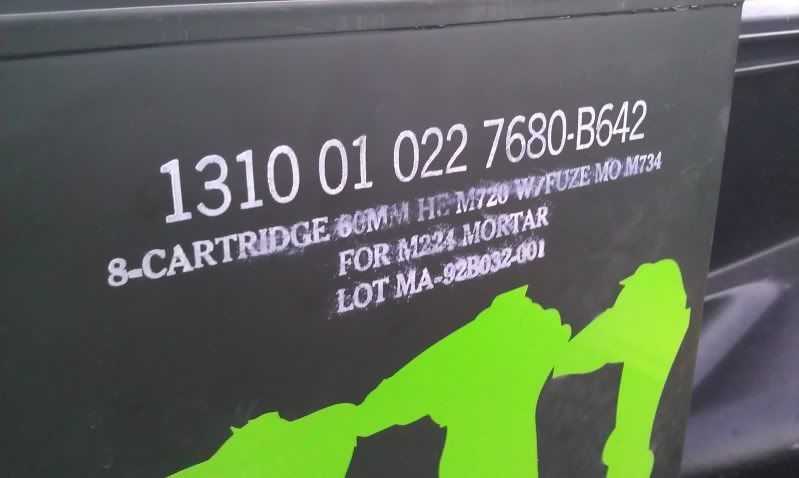 1310 01 022 7680-B642
8-CARTRIDGE 60MM HE M720 W/FUZE MO M734
FOR M224 MORTAR
LOT MA-92B032-001